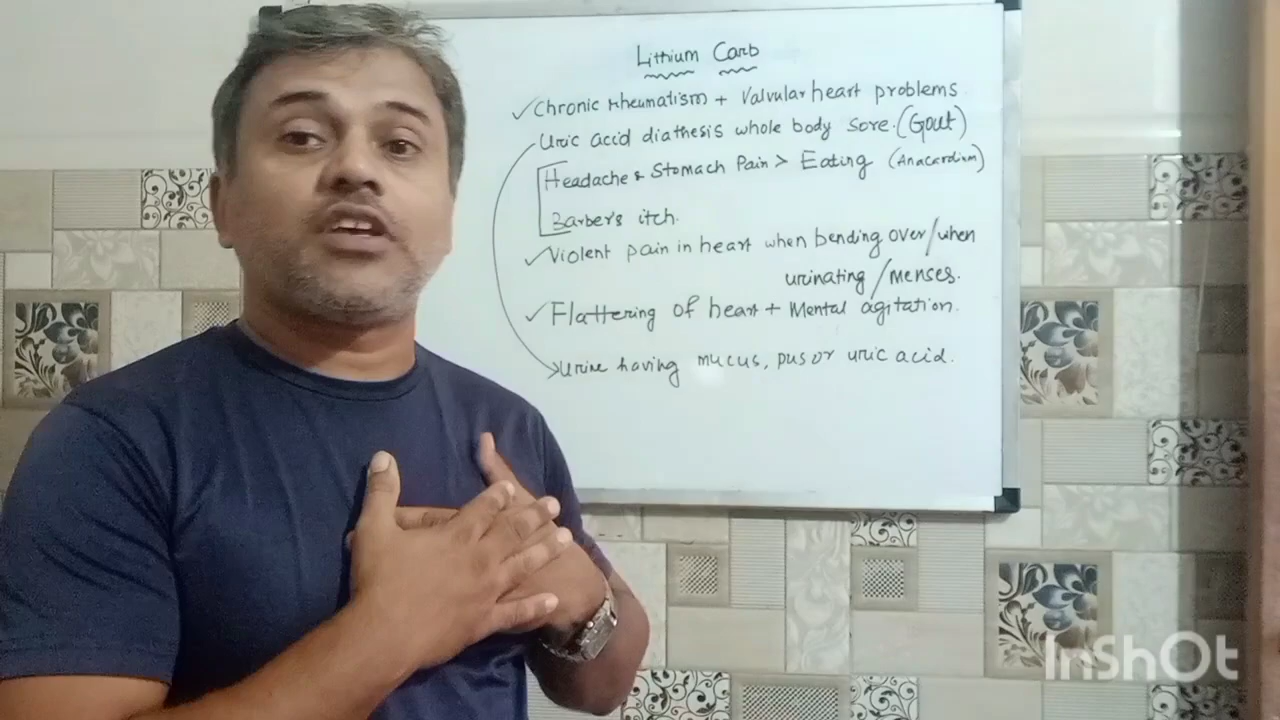 Lithium Carb
✓Chronic rheumatism + Valvular heart problems
Uric acid diathesis whole body sore. (Gout)
Headache & Stomach Pain > Eating (Anacardium)
Barbers itch.
✓Violent pain in heart when bending over/when
urinating/menses.
✓Flattering of heart + Mental agitation.
Urine having mucus, pus or uric acid.
InShOt